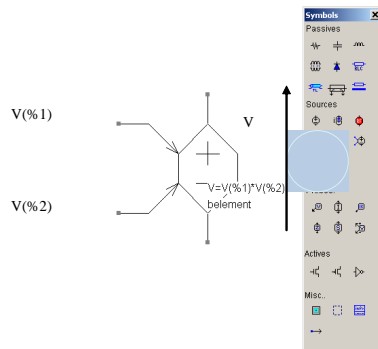 Symbols
Passives
V(%1)
V
Sources
V=V(%1)*V(%2)
V(%2)
belement
Actives
Misc..